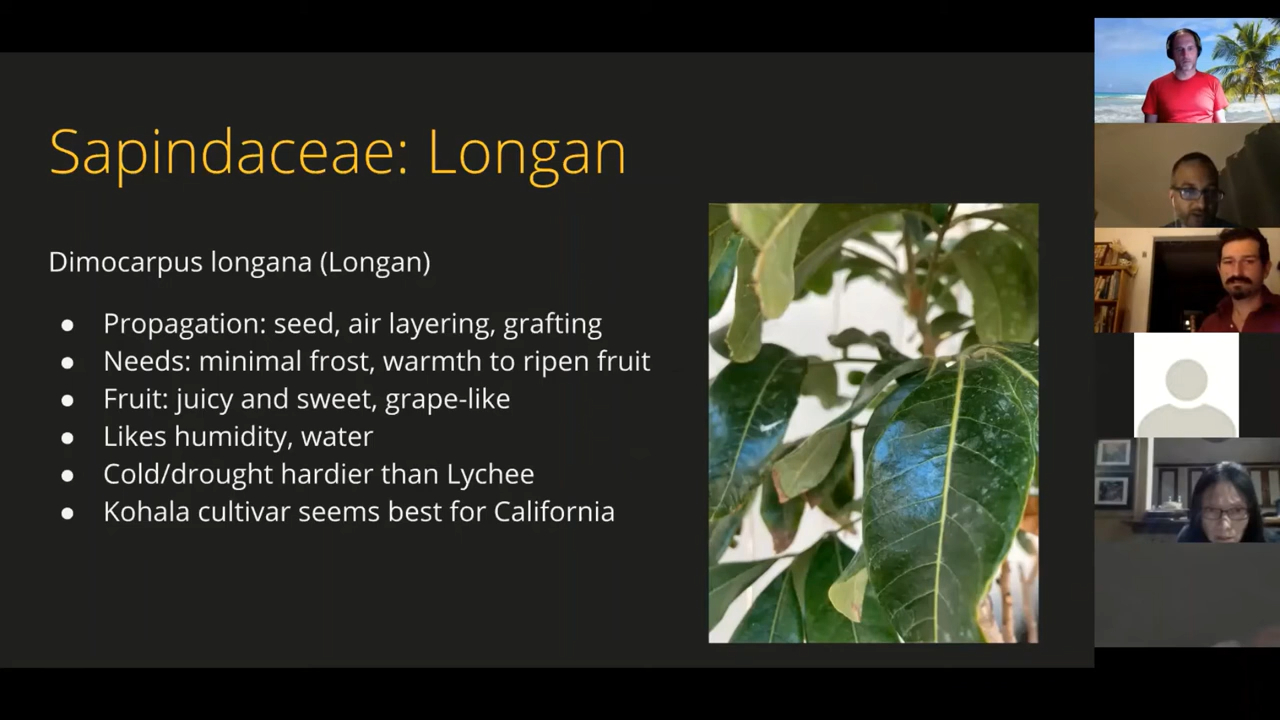 Sapindaceae: Longan
Dimocarpus longana (Longan)
● Propagation: seed, air layering, grafting
● Needs: minimal frost, warmth to ripen fruit
● Fruit: juicy and sweet, grape-like
● Likes humidity, water
● Cold/drought hardier than Lychee
● Kohala cultivar seems best for California